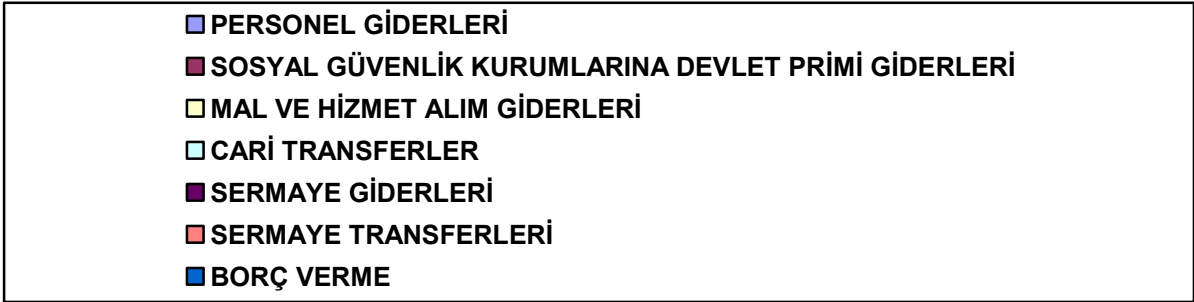 PERSONEL GİDERLERİ
SOSYAL GÜVENLİK KURUMLARINA DEVLET PRİMİ GİDERLERİ
MAL VE HİZMET ALIM GİDERLERİ
CARİ TRANSFERLER
SERMAYE GİDERLERİ
SERMAYE TRANSFERLERİ
BORÇ VERME